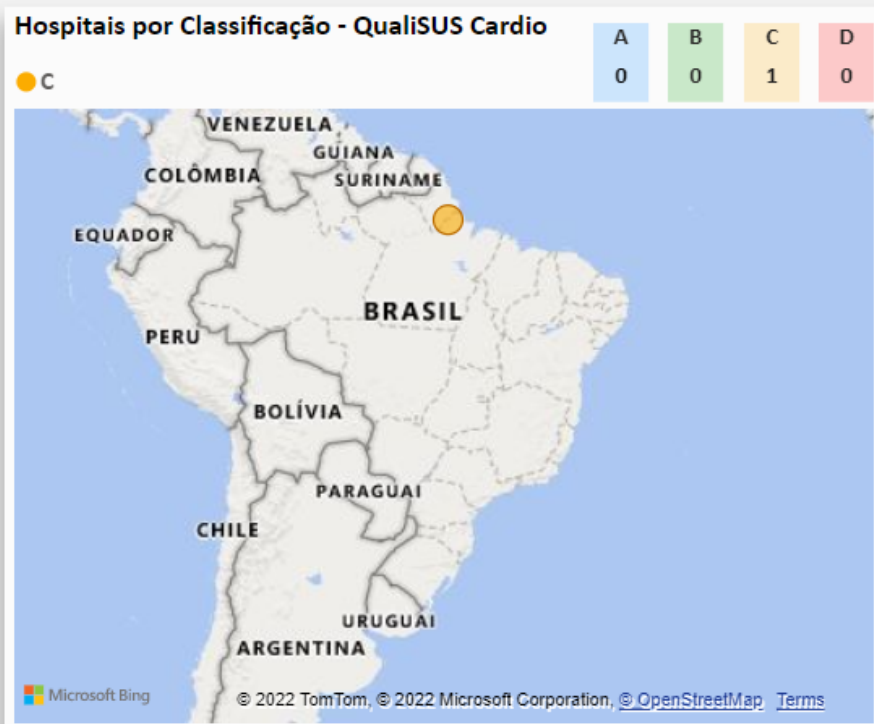 Hospitais por Classificação - QualiSUS Cardio
A B C D
0 0 1 0
C
VENEZUELA
GUIANA
COLÔMBIA
SURINAME
EQUADOR
BRASIL
PERU
BOLÍVIA
PARAGUAI
CHILE
URUGUAI
ARGENTINA
Microsoft Bing
© 2022 TomTom, © 2022 Microsoft Corporation, © OpenStreetMap Terms